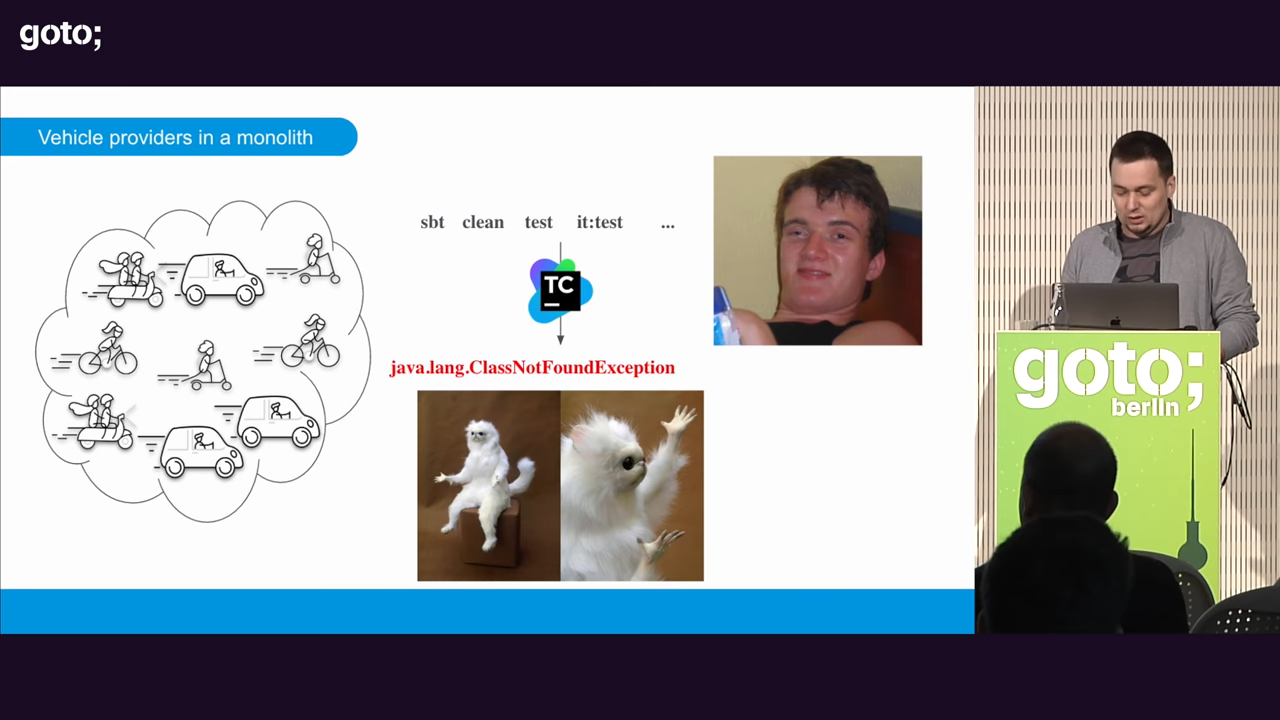 goto;
Vehicle providers in a monolith
sbt clean test it:test ...
TC
java.lang.ClassNotFoundException
goto;
berlin